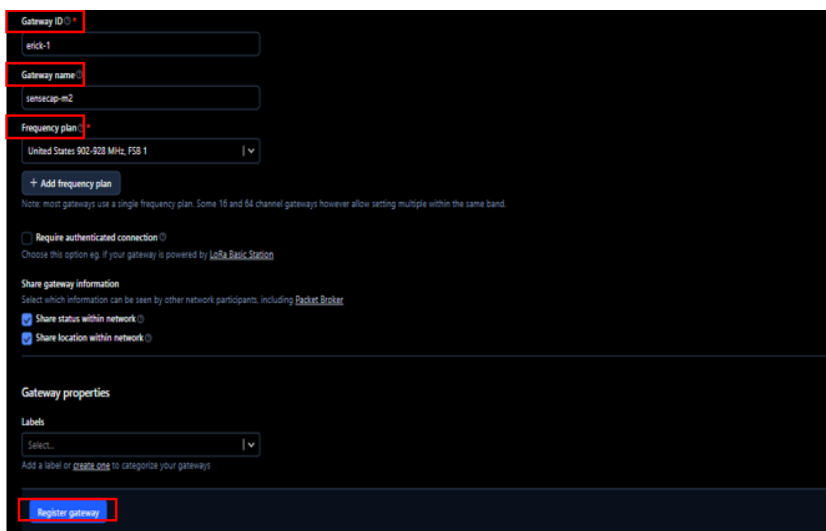 Gateway ID *
erick-1
Gateway name
sensecap-m2
Frequency plan *
United States 902-928 MHz, FSB 1
+ Add frequency plan
Note: most gateways use a single frequency plan. Some 16 and 64 channel gateways however allow setting multiple within the same band.
Require authenticated connection
Choose this option eg. if your gateway is powered by LoRa Basic Station
Share gateway information
Select which information can be seen by other network participants, including Packet Broker
Share status within network
Share location within network
Gateway properties
Labels
Select...
Add a label or create one to categorize your gateways
Register gateway